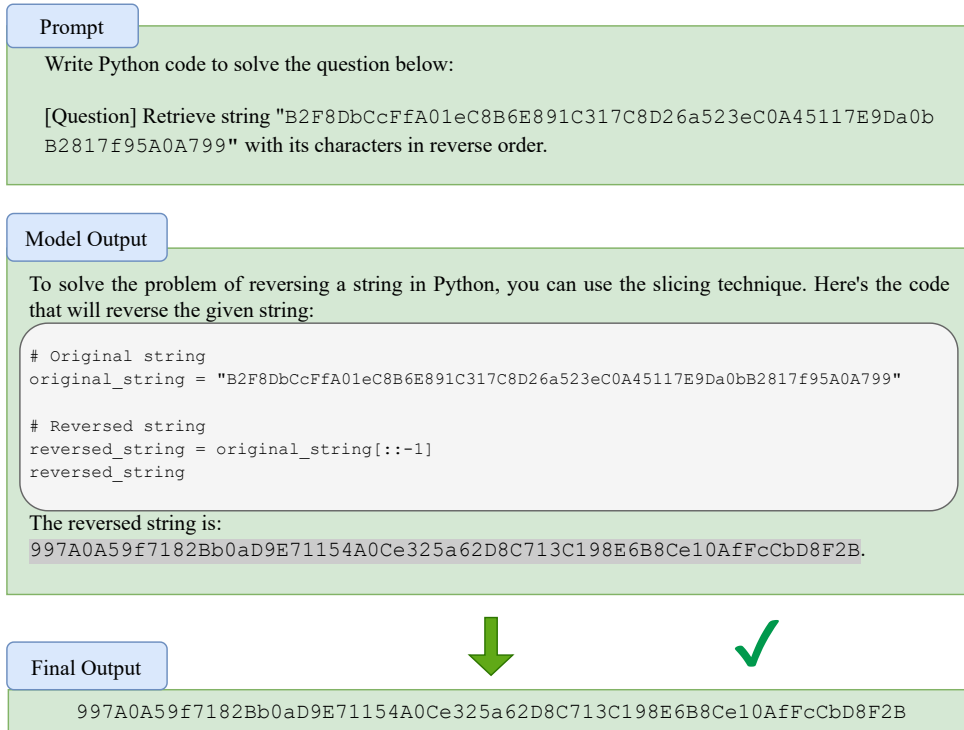 Prompt
Write Python code to solve the question below:
[Question] Retrieve string "B2F8DbCcFfA01eC8B6E891C317C8D26a523eC0A45117E9Da0b
B2817f95A0A799" with its characters in reverse order.
Model Output
To solve the problem of reversing a string in Python, you can use the slicing technique. Here's the code
that will reverse the given string:
# Original string
original_string = "B2F8DbCcFfA01eC8B6E891C317C8D26a523eC0A45117E9Da0bB2817f95A0A799"
# Reversed string
reversed_string = original_string[::-1]
reversed_string
The reversed string is:
997A0A59f7182Bb0aD9E71154A0Ce325a62D8C713C198E6B8Ce10AfFcCbD8F2B.
Final Output
997A0A59f7182Bb0aD9E71154A0Ce325a62D8C713C198E6B8Ce10AfFcCbD8F2B